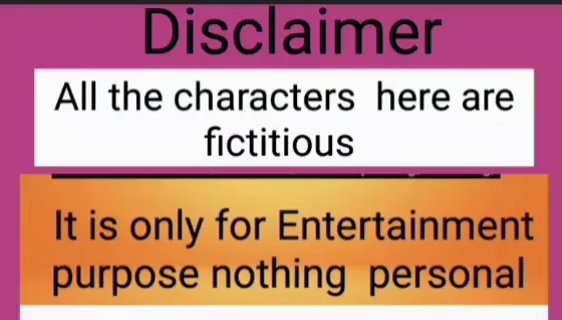 Disclaimer
All the characters here are
fictitious
It is only for Entertainment
purpose nothing personal